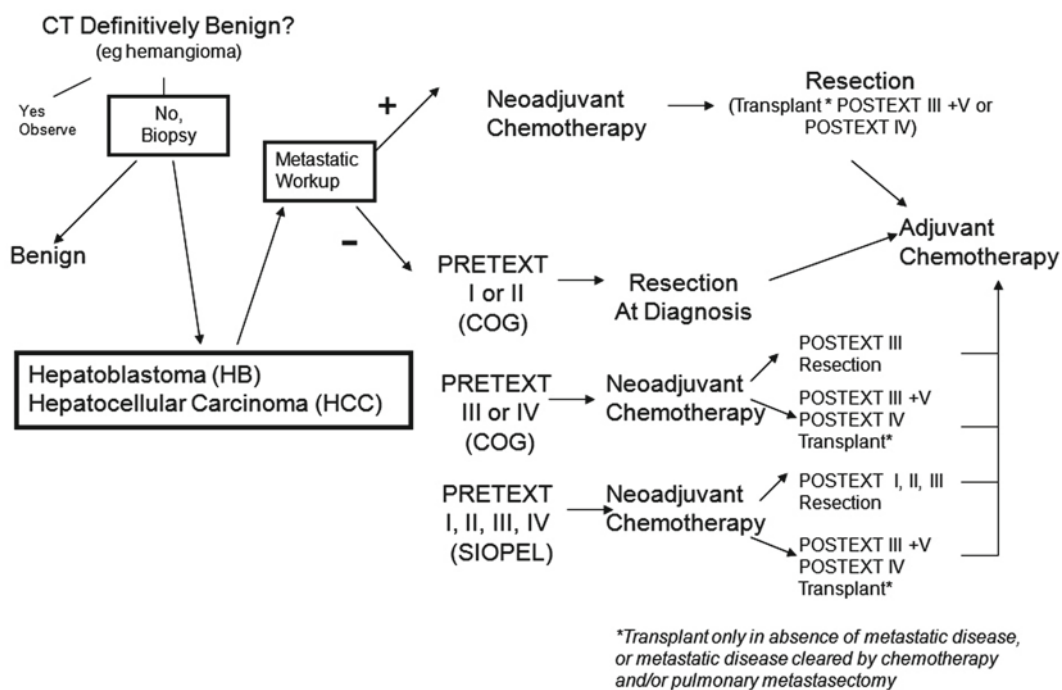 CT Definitively Benign?
(eg hemangioma)
Yes
Observe
No,
Biopsy
Benign
Hepatoblastoma (HB)
Hepatocellular Carcinoma (HCC)
Metastatic
Workup
+
Neoadjuvant
Chemotherapy
Resection
(Transplant* POSTEXT III +V or
POSTEXT IV)
Adjuvant
Chemotherapy
–
PRETEXT
I or II
(COG)
Resection
At Diagnosis
PRETEXT
III or IV
(COG)
Neoadjuvant
Chemotherapy
POSTEXT III
Resection
POSTEXT III +V
POSTEXT IV
Transplant*
PRETEXT
I, II, III, IV
(SIOPEL)
Neoadjuvant
Chemotherapy
POSTEXT I, II, III
Resection
POSTEXT III +V
POSTEXT IV
Transplant*
*Transplant only in absence of metastatic disease,
or metastatic disease cleared by chemotherapy
and/or pulmonary metastasectomy